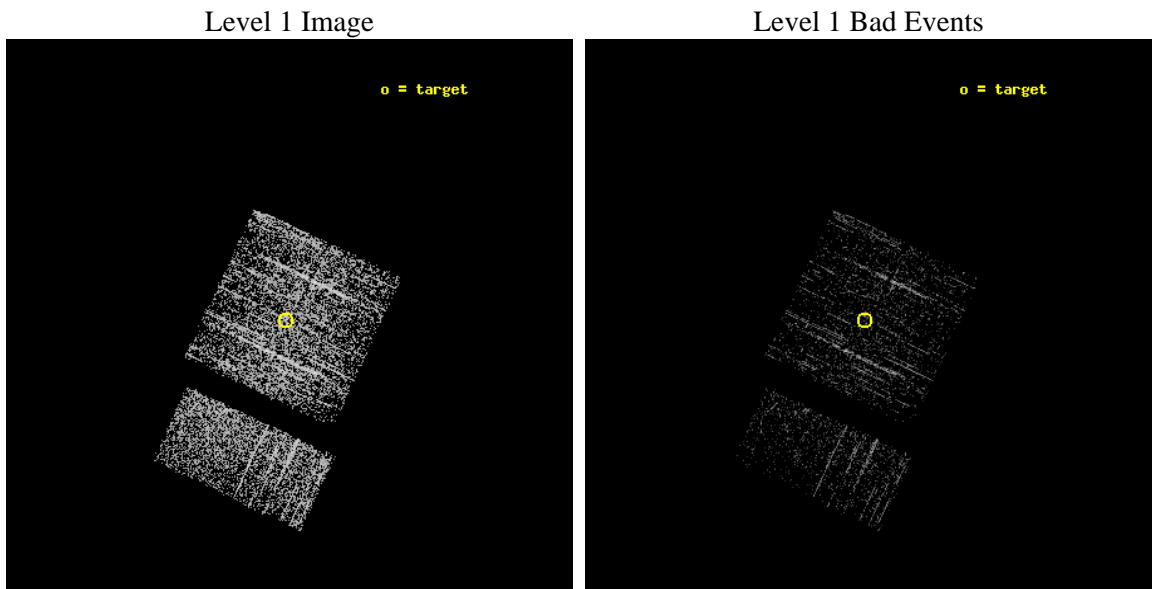 Level 1 Image
Level 1 Bad Events
o = target
o = target